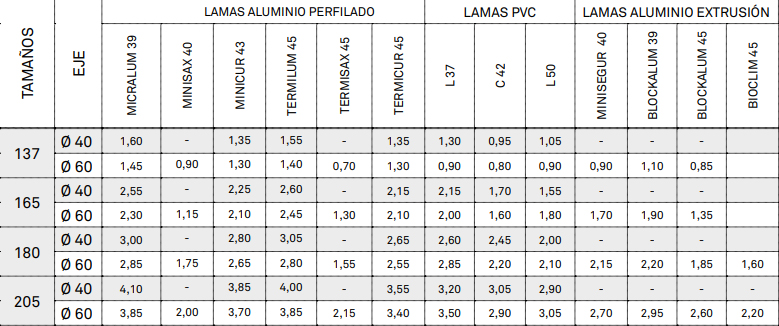 LAMAS ALUMINIO PERFILADO LAMAS PVC LAMAS ALUMINIO EXTRUSIÓN
TAMAÑOS EJE MICRALUM 39 MINISAX 40 MINICUR 43 TERMILUM 45 TERMISAX 45 TERMICUR 45 L 37 C 42 L 50 MINISEGUR 40 BLOCKALUM 39 BLOCKALUM 45 BIOCLIM 45
137 Ø 40 1,60 - 1,35 1,55 - 1,35 1,30 0,95 1,05 - - -
Ø 60 1,45 0,90 1,30 1,40 0,70 1,30 0,90 0,80 0,90 0,90 1,10 0,85
165 Ø 40 2,55 - 2,25 2,60 - 2,15 2,15 1,70 1,55 - - -
Ø 60 2,30 1,15 2,10 2,45 1,30 2,10 2,00 1,60 1,80 1,70 1,90 1,35
180 Ø 40 3,00 - 2,80 3,05 - 2,65 2,60 2,45 2,00 - - -
Ø 60 2,85 1,75 2,65 2,80 1,55 2,55 2,85 2,20 2,10 2,15 2,20 1,85 1,60
205 Ø 40 4,10 - 3,85 4,00 - 3,55 3,20 3,05 2,90 - - - -
Ø 60 3,85 2,00 3,70 3,85 2,15 3,40 3,50 2,90 3,05 2,70 2,95 2,60 2,20